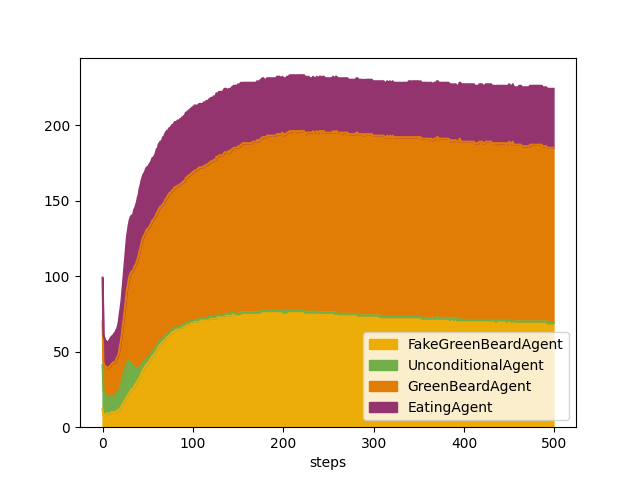 200
150
100
50
0
0 100 200 300 400 500
steps
FakeGreenBeardAgent
UnconditionalAgent
GreenBeardAgent
EatingAgent